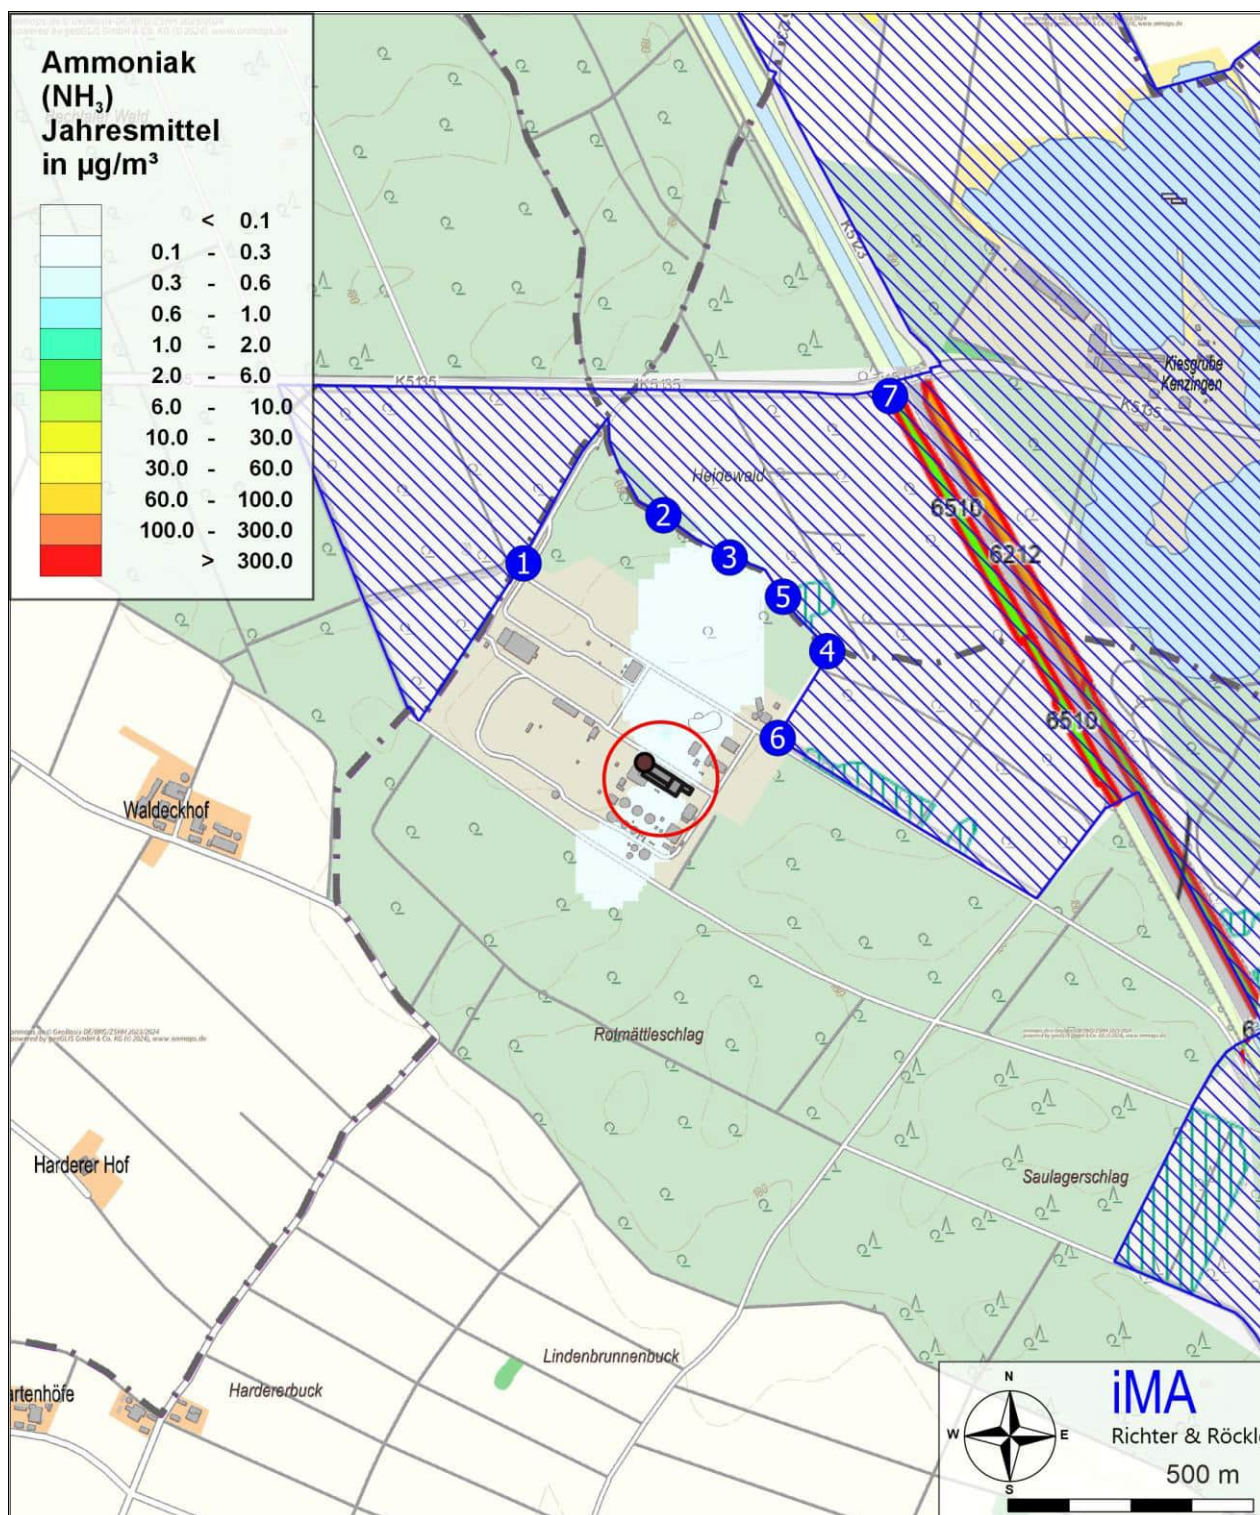 Ammoniak
(NH₃)
Jahresmittel
in µg/m³
< 0.1
0.1 - 0.3
0.3 - 0.6
0.6 - 1.0
1.0 - 2.0
2.0 - 6.0
6.0 - 10.0
10.0 - 30.0
30.0 - 60.0
60.0 - 100.0
100.0 - 300.0
> 300.0
K5123
K5135
K5135
K5135
Kiesgrube
Kenzingen
7
Heidewald
6510
2
6212
3
1
5
4
6510
6
Waldeckhof
Rotmättleschlag
Harderer Hof
Saulagerschlag
Lindenbrunnenbuck
Hardererbuck
artenhöfe
N
W
E
S
iMA
Richter & Röckl
500 m